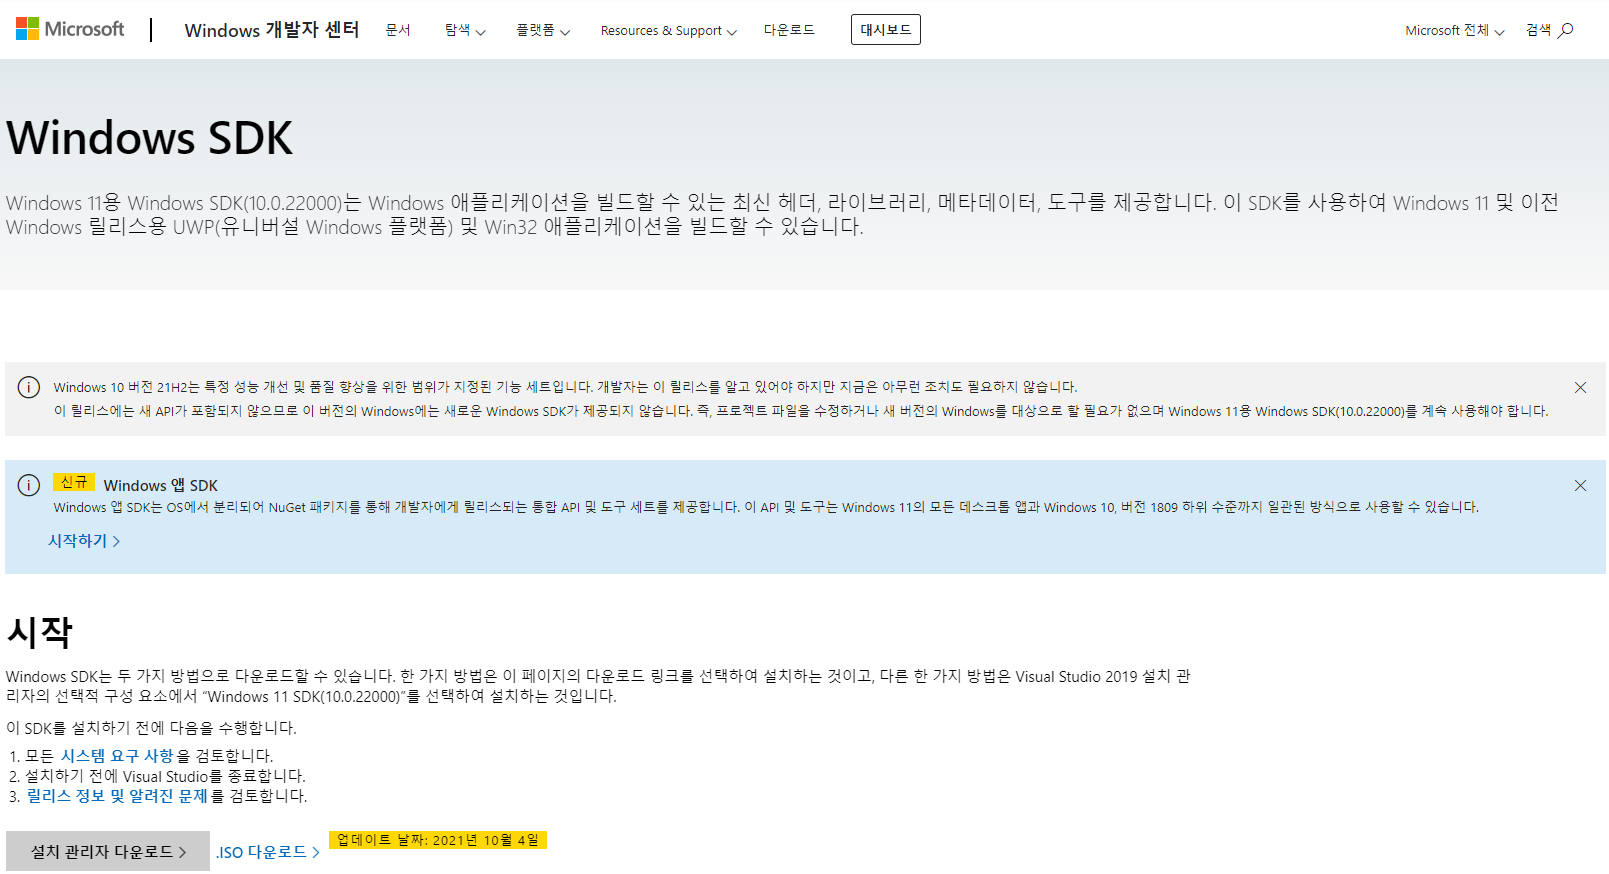 Microsoft
Windows 개발자 센터
문서
탐색
플랫폼
Resources & Support
다운로드
대시보드
Microsoft 전체
검색
Windows SDK
Windows 11용 Windows SDK(10.0.22000)는 Windows 애플리케이션을 빌드할 수 있는 최신 헤더, 라이브러리, 메타데이터, 도구를 제공합니다. 이 SDK를 사용하여 Windows 11 및 이전
Windows 릴리스용 UWP(유니버설 Windows 플랫폼) 및 Win32 애플리케이션을 빌드할 수 있습니다.
Windows 10 버전 21H2는 특정 성능 개선 및 품질 향상을 위한 범위가 지정된 기능 세트입니다. 개발자는 이 릴리스를 알고 있어야 하지만 지금은 아무런 조치도 필요하지 않습니다.
이 릴리스에는 새 API가 포함되지 않으므로 이 버전의 Windows에는 새로운 Windows SDK가 제공되지 않습니다. 즉, 프로젝트 파일을 수정하거나 새 버전의 Windows를 대상으로 할 필요가 없으며 Windows 11용 Windows SDK(10.0.22000)를 계속 사용해야 합니다.
신규 Windows 앱 SDK
Windows 앱 SDK는 OS에서 분리되어 NuGet 패키지를 통해 개발자에게 릴리스되는 통합 API 및 도구 세트를 제공합니다. 이 API 및 도구는 Windows 11의 모든 데스크톱 앱과 Windows 10, 버전 1809 하위 수준까지 일관된 방식으로 사용할 수 있습니다.
시작하기
시작
Windows SDK는 두 가지 방법으로 다운로드할 수 있습니다. 한 가지 방법은 이 페이지의 다운로드 링크를 선택하여 설치하는 것이고, 다른 한 가지 방법은 Visual Studio 2019 설치 관
리자의 선택적 구성 요소에서 “Windows 11 SDK(10.0.22000)”를 선택하여 설치하는 것입니다.
이 SDK를 설치하기 전에 다음을 수행합니다.
1. 모든 시스템 요구 사항을 검토합니다.
2. 설치하기 전에 Visual Studio를 종료합니다.
3. 릴리스 정보 및 알려진 문제를 검토합니다.
설치 관리자 다운로드
.ISO 다운로드
업데이트 날짜: 2021년 10월 4일